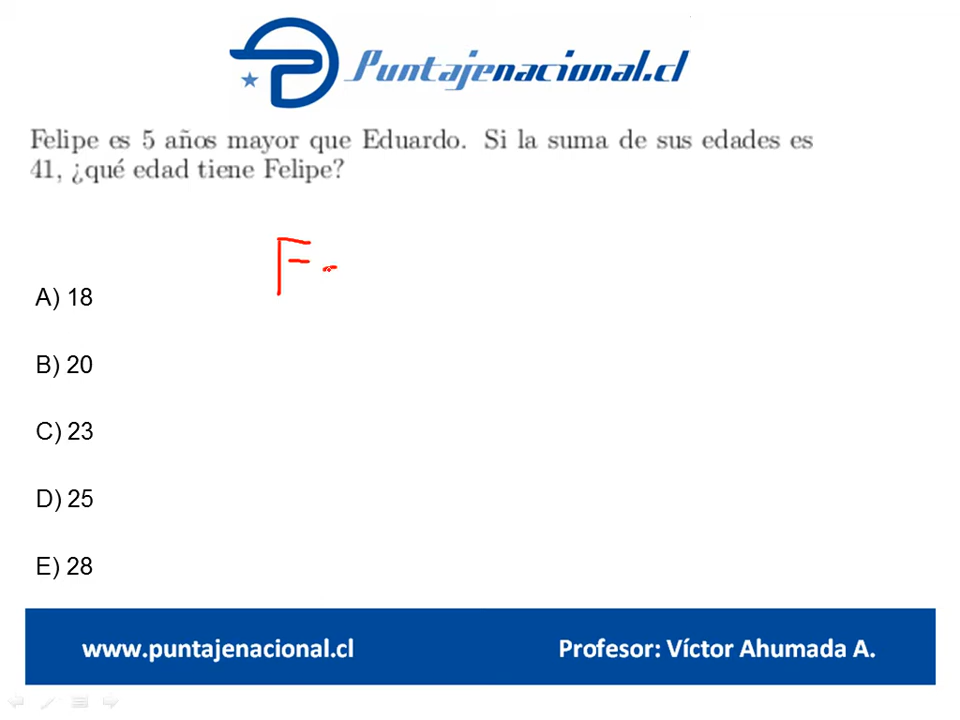 Puntajenacional.cl
Felipe es 5 años mayor que Eduardo. Si la suma de sus edades es
41, ¿qué edad tiene Felipe?
F =
A) 18
B) 20
C) 23
D) 25
E) 28
www.puntajenacional.cl
Profesor: Víctor Ahumada A.